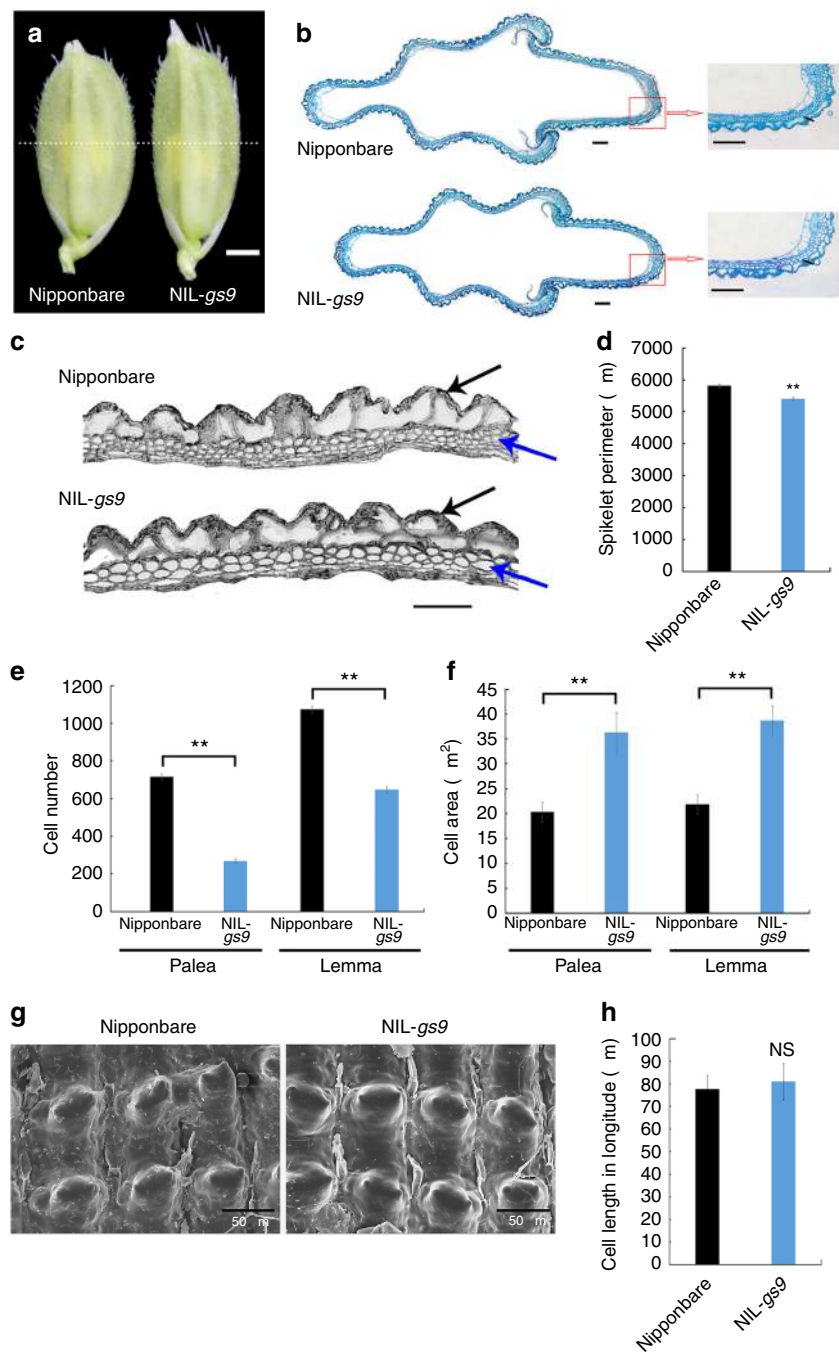 a
Nipponbare NIL-gs9
b
Nipponbare
NIL-gs9
c
Nipponbare
NIL-gs9
d
Spikelet perimeter ( m)
7000
6000
5000
4000
3000
2000
1000
0
**
Nipponbare
NIL-gs9
e
Cell number
1200
1000
800
600
400
200
0
**
**
Nipponbare NIL- Nipponbare NIL-
gs9 gs9
Palea Lemma
f
Cell area ( m2)
45
40
35
30
25
20
15
10
5
0
**
**
Nipponbare NIL- Nipponbare NIL-
gs9 gs9
Palea Lemma
g
Nipponbare NIL-gs9
50 m 50 m
h
Cell length in longitude ( m)
100
90
80
70
60
50
40
30
20
10
0
NS
Nipponbare
NIL-gs9